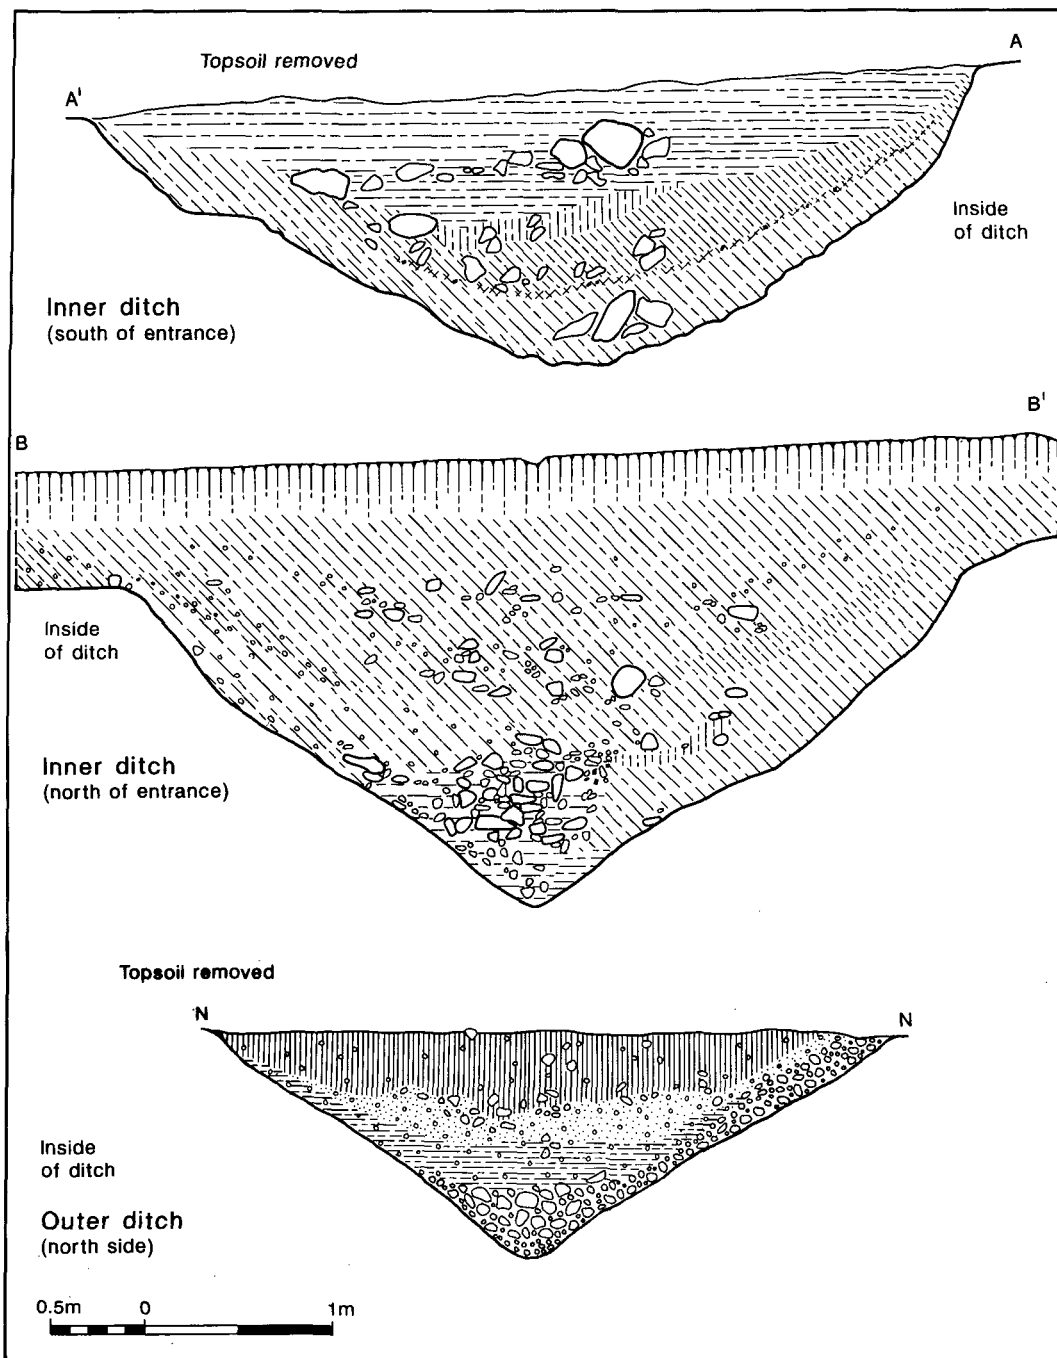 Topsoil removed
A
A'
Inside
of ditch
Inner ditch
(south of entrance)
B
B'
Inside
of ditch
Inner ditch
(north of entrance)
Topsoil removed
N
N
Inside
of ditch
Outer ditch
(north side)
0.5m 0 1m